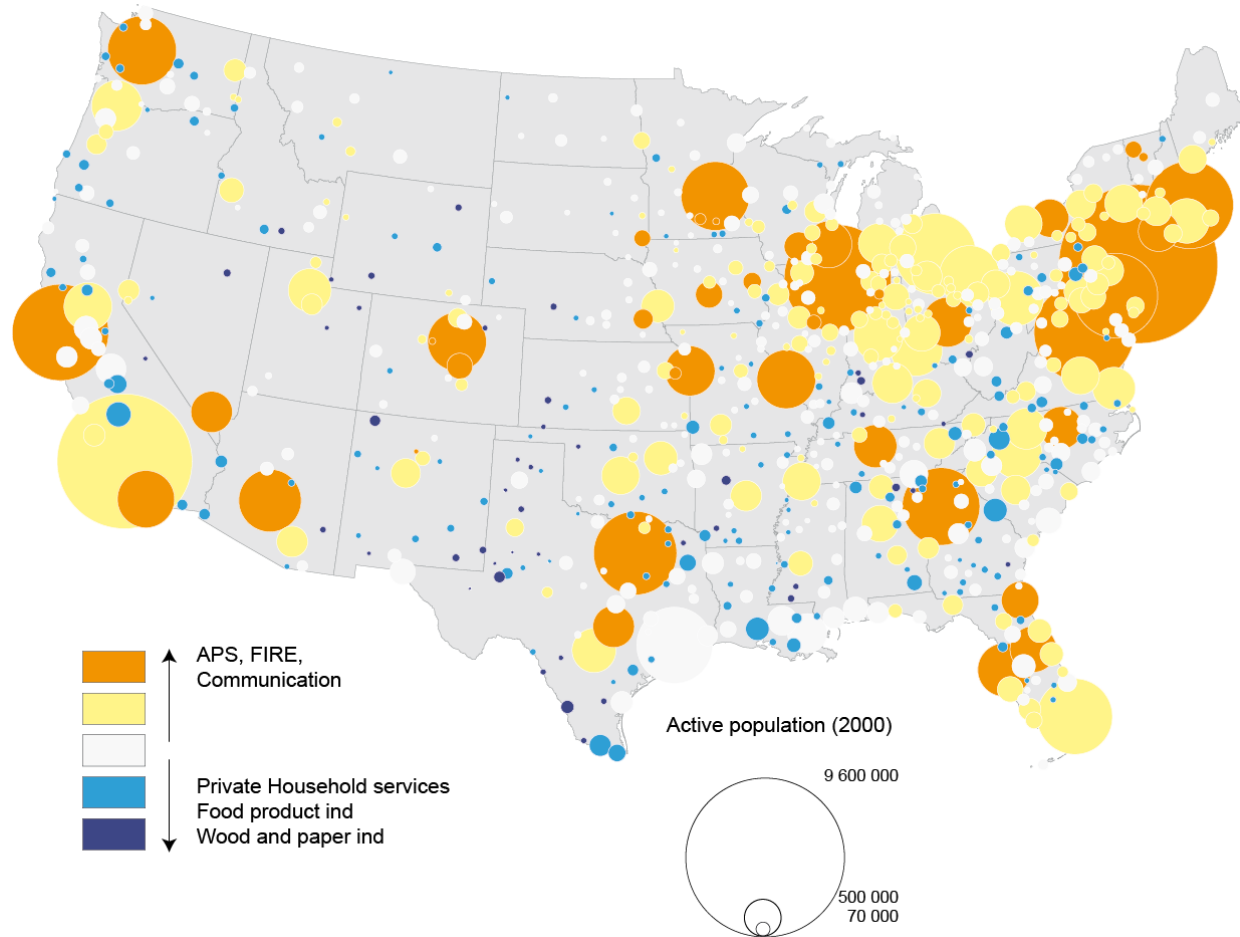 APS, FIRE,
Communication
Private Household services
Food product ind
Wood and paper ind
Active population (2000)
9 600 000
500 000
70 000